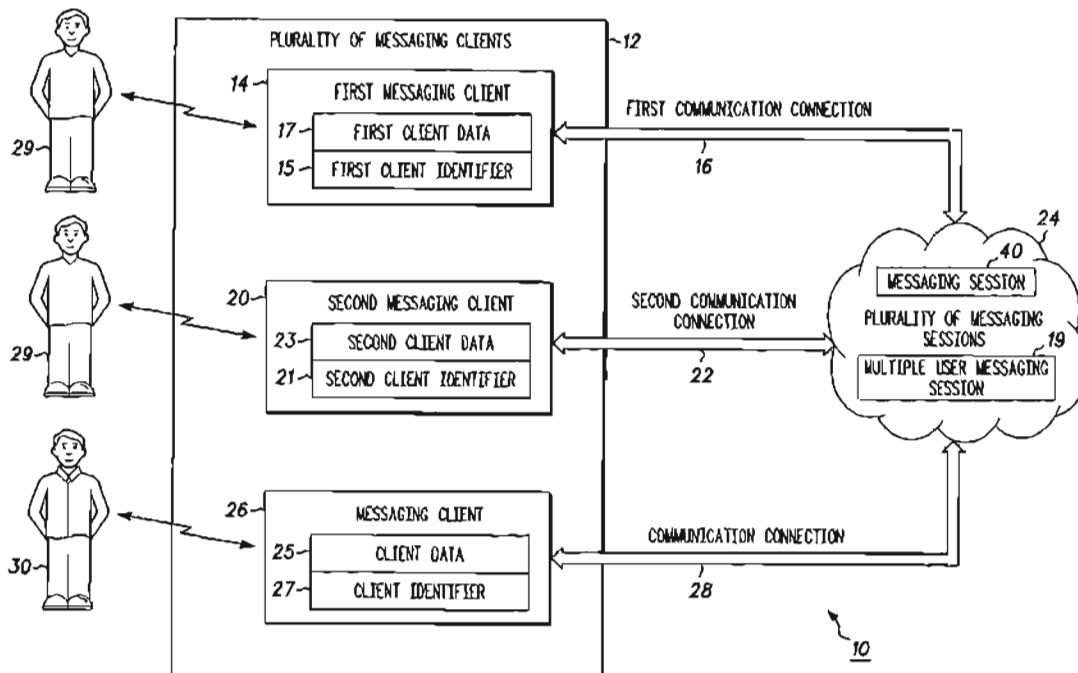 PLURALITY OF MESSAGING CLIENTS
12
14
FIRST MESSAGING CLIENT
17
FIRST CLIENT DATA
15
FIRST CLIENT IDENTIFIER
FIRST COMMUNICATION CONNECTION
16
29
20
SECOND MESSAGING CLIENT
23
SECOND CLIENT DATA
21
SECOND CLIENT IDENTIFIER
SECOND COMMUNICATION
CONNECTION
22
24
40
MESSAGING SESSION
PLURALITY OF MESSAGING
SESSIONS
19
MULTIPLE USER MESSAGING
SESSION
29
26
MESSAGING CLIENT
25
CLIENT DATA
27
CLIENT IDENTIFIER
COMMUNICATION CONNECTION
28
30
10